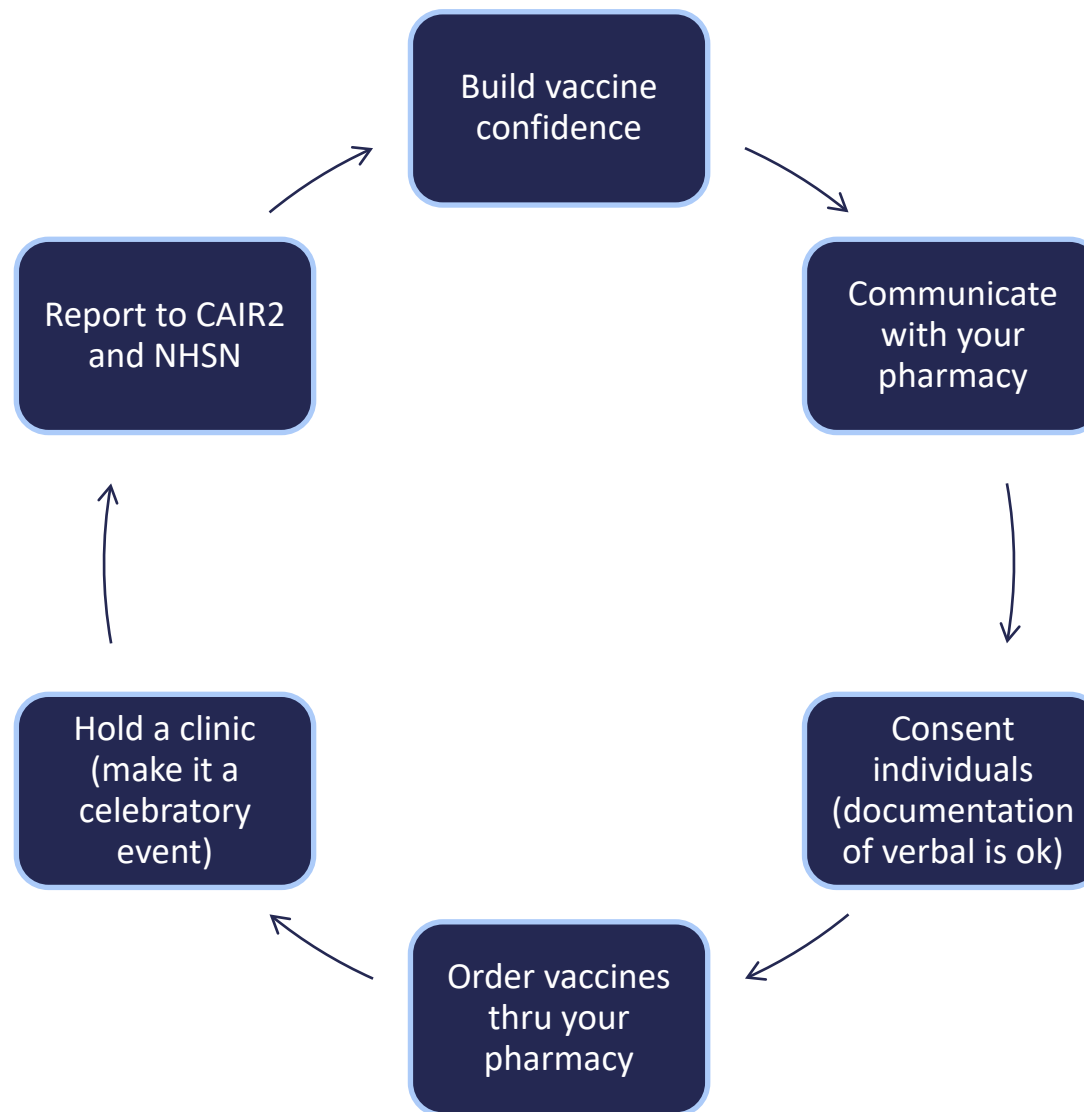 Build vaccine
confidence
Communicate
with your
pharmacy
Consent
individuals
(documentation
of verbal is ok)
Order vaccines
thru your
pharmacy
Hold a clinic
(make it a
celebratory
event)
Report to CAIR2
and NHSN